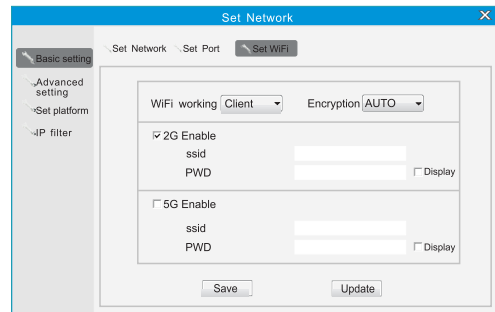 Set Network
Set Network Set Port Set WiFi
Basic setting
Advanced
setting
Set platform
IP filter
WiFi working Client Encryption AUTO
2G Enable
ssid
PWD Display
5G Enable
ssid
PWD Display
Save Update